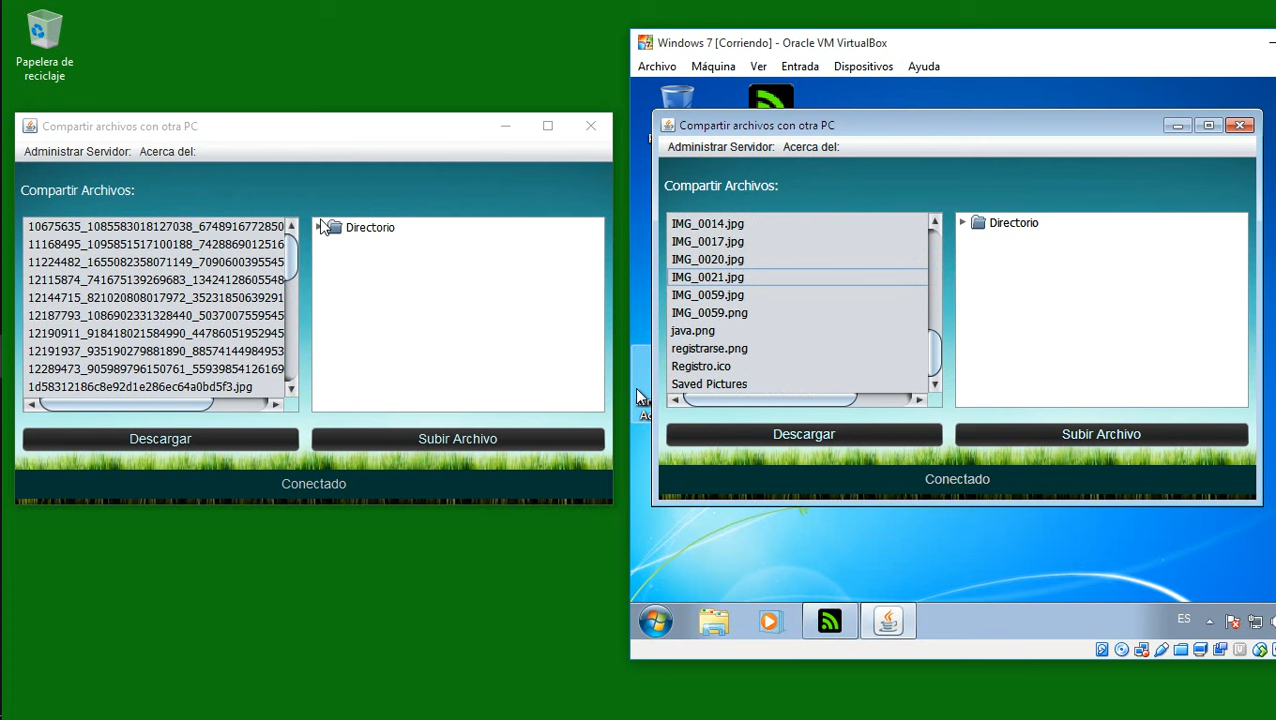 Papelera de
reciclaje
Compartir archivos con otra PC
Administrar Servidor: Acerca del:
Compartir Archivos:
10675635_1085583018127038_6748916772850
11168495_1095851517100188_7428869012516
11224482_1655082358071149_7090600395545
12115874_741675139269683_13424128605548
12144715_821020808017972_35231850639291
12187793_1086902331328440_5037007559545
12190911_918418021584990_44786051952945
12191937_935190279881890_88574144984953
12289273_905989796150761_55939854126169
1d58312186c8e92d1e286ec64a0bd5f3.jpg
Directorio
Descargar
Subir Archivo
Conectado
Windows 7 [Corriendo] - Oracle VM VirtualBox
Archivo Máquina Ver Entrada Dispositivos Ayuda
Compartir archivos con otra PC
Administrar Servidor: Acerca del:
Compartir Archivos:
IMG_0014.jpg
IMG_0017.jpg
IMG_0020.jpg
IMG_0021.jpg
IMG_0059.jpg
IMG_0059.png
java.png
registrarse.png
Registro.ico
Saved Pictures
Directorio
Descargar
Subir Archivo
Conectado
ES